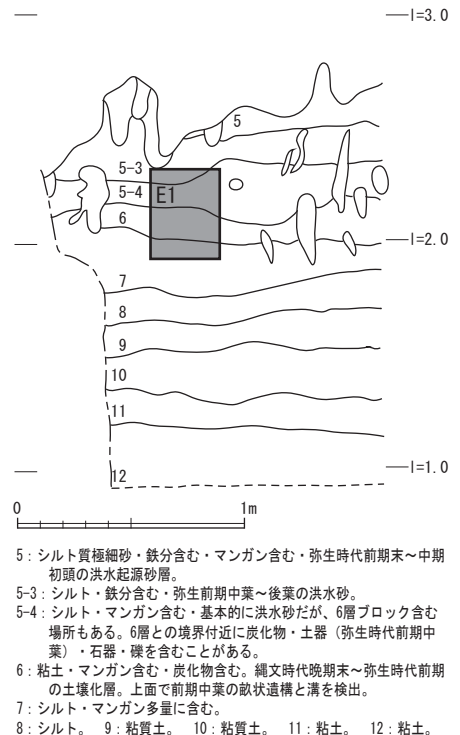 l=3.0
5
5-3
5-4
E1
6
l=2.0
7
8
9
10
11
12
l=1.0
0
1m
5：シルト質極細砂・鉄分含む・マンガン含む・弥生時代前期末～中期
初頭の洪水起源砂層。
5-3：シルト・鉄分含む・弥生前期中葉～後葉の洪水砂。
5-4：シルト・マンガン含む・基本的に洪水砂だが、6層ブロック含む
場所もある。6層との境界付近に炭化物・土器（弥生時代前期中
葉）・石器・礫を含むことがある。
6：粘土・マンガン含む・炭化物含む。縄文時代晩期末～弥生時代前期
の土壌化層。上面で前期中葉の畝状遺構と溝を検出。
7：シルト・マンガン多量に含む。
8：シルト。 9：粘質土。 10：粘質土。 11：粘土。 12：粘土。